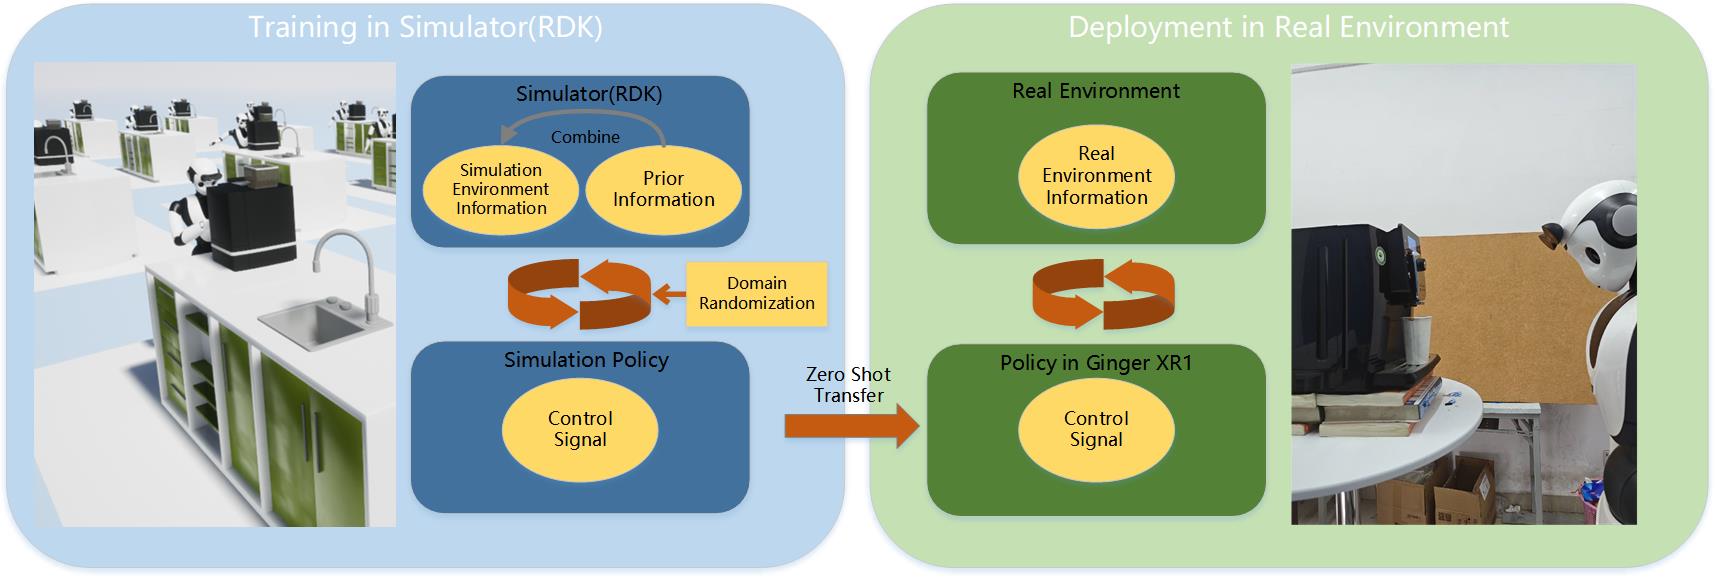 Training in Simulator(RDK)
Simulator(RDK)
Combine
Simulation
Environment
Information
Prior
Information
Domain
Randomization
Simulation Policy
Control
Signal
Zero Shot
Transfer
Deployment in Real Environment
Real Environment
Real
Environment
Information
Policy in Ginger XR1
Control
Signal